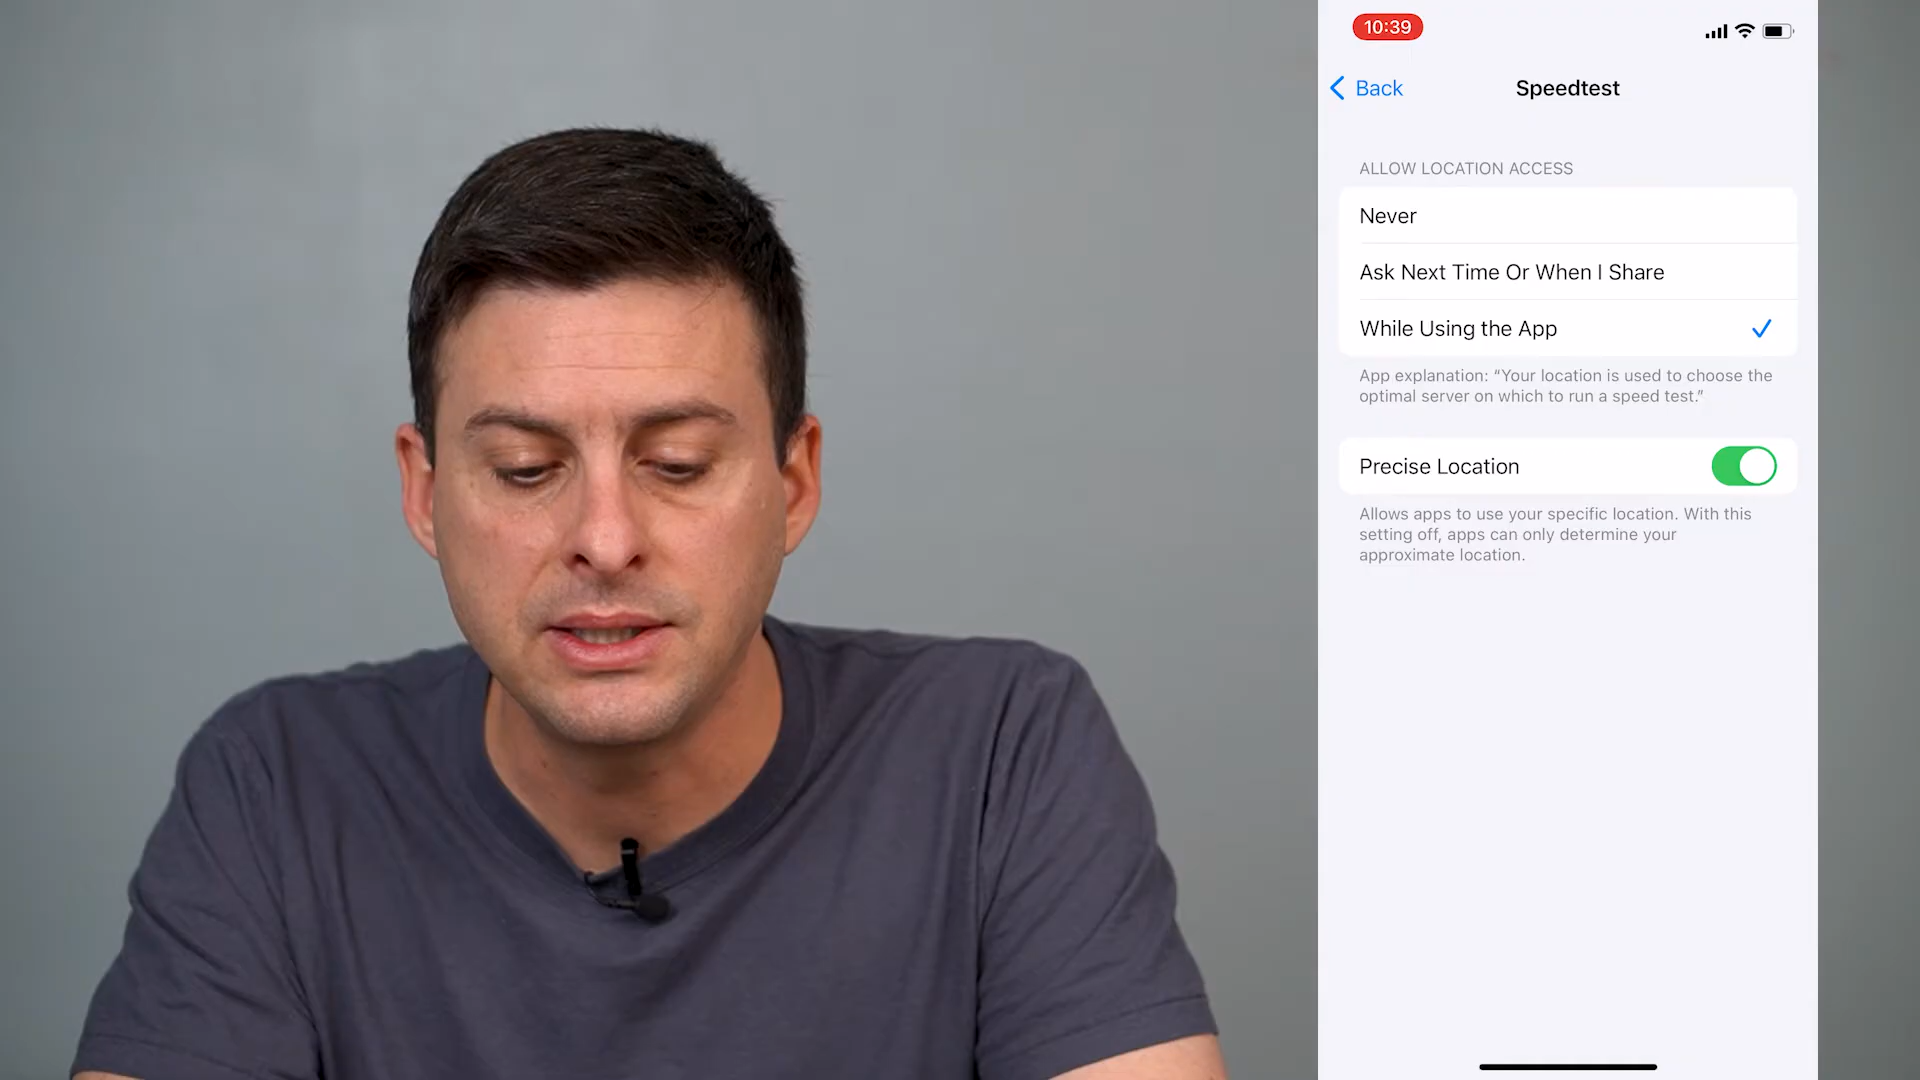 10:39
Back
Speedtest
ALLOW LOCATION ACCESS
Never
Ask Next Time Or When I Share
While Using the App
App explanation: “Your location is used to choose the
optimal server on which to run a speed test.”
Precise Location
Allows apps to use your specific location. With this
setting off, apps can only determine your
approximate location.